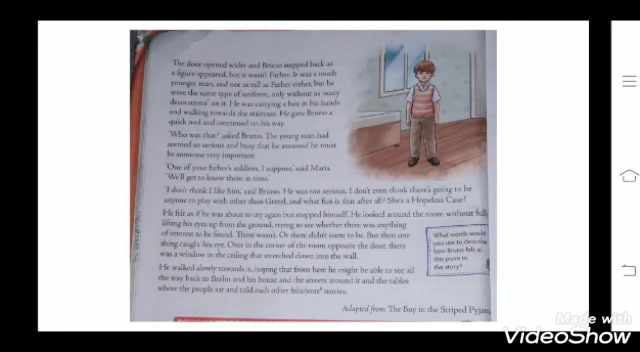 The door opened wider and Bruno stepped back as
a figure appeared, but it wasn't Father. It was a much
younger man, and not as tall as Father either, but he
wore the same type of uniform, only without as many
decorations on it. He was carrying a box in his hands
and walking towards the staircase. He gave Bruno a
quick nod and continued on his way.
'Who was that?' asked Bruno. The young man had
seemed so serious and busy that he assumed he must
be someone very important.
'One of your father's soldiers, I suppose,' said Maria.
'We'll get to know them in time.'
'I don't think I like him,' said Bruno. 'He was too serious. I don't even think there's going to be
anyone to play with other than Gretel, and what fun is that after all? She's a Hopeless Case!'
He felt as if he was about to cry again but stopped himself. He looked around the room without full
lifting his eyes up from the ground, trying to see whether there was anything
of interest to be found. There wasn't. Or there didn't seem to be. But then one
thing caught his eye. Over in the corner of the room opposite the door, there
was a window in the ceiling that stretched down into the wall.
What words would
you use to describe
how Bruno felt at
this point in
the story?
He walked slowly towards it, hoping that from here he might be able to see all
the way back to Berlin and his house and the streets around it and the tables
where the people sat and told each other hilarious stories.
Adapted from The Boy in the Striped Pyjam
Made with
VideoShow